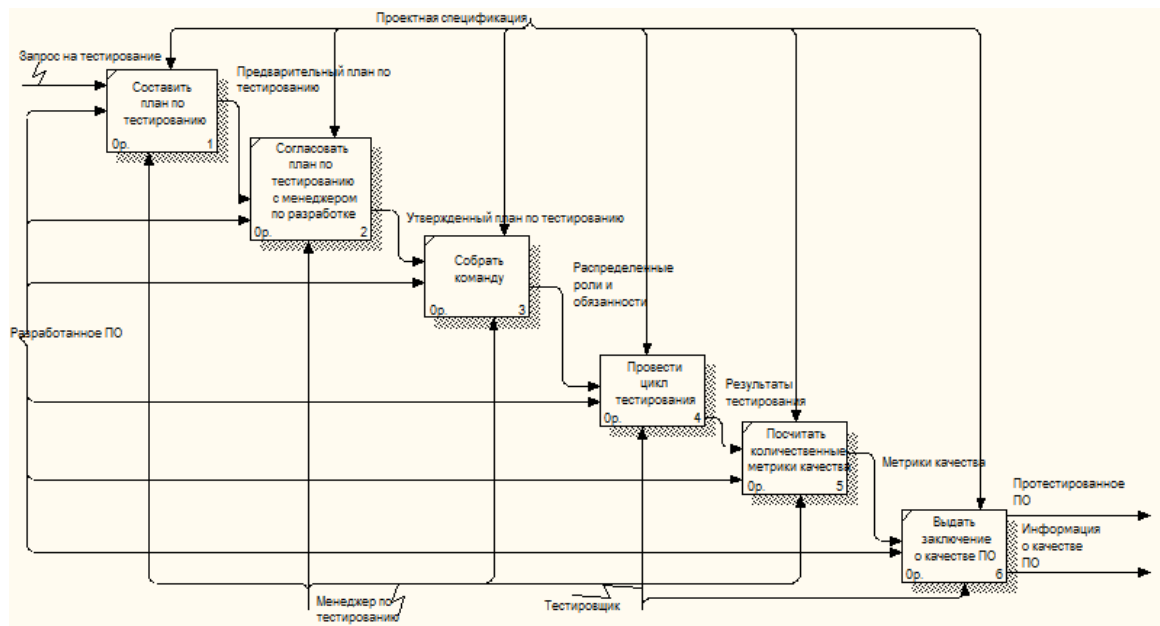 Проектная спецификация
Запрос на тестирование
Составить
план по
тестированию
0р. 1
Предварительный план по
тестированию
Согласовать
план по
тестированию
с менеджером
по разработке
0р. 2
Утвержденный план по тестированию
Собрать
команду
0р. 3
Распределенные
роли и
обязанности
Разработанное ПО
Провести
цикл
тестирования
0р. 4
Результаты
тестирования
Посчитать
количественные
метрики качества
0р. 5
Метрики качества
Выдать
заключение
о качестве ПО
0р. 6
Протестированное
ПО
Информация
о качестве
ПО
Менеджер по
тестированию
Тестировщик